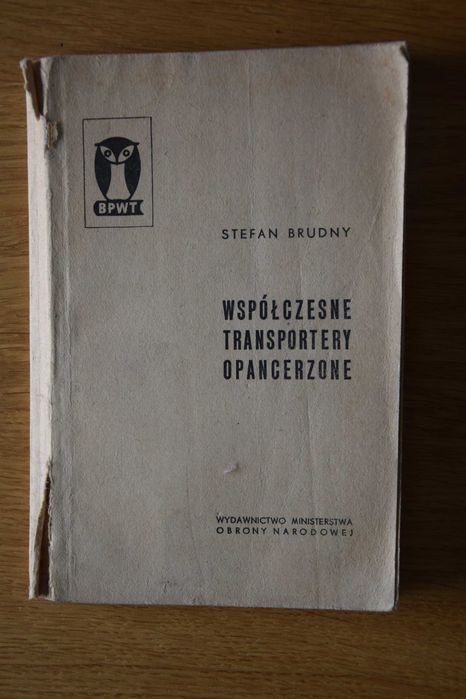 BPWT
STEFAN BRUDNY
WSPÓŁCZESNE
TRANSPORTERY
OPANCERZONE
WYDAWNICTWO MINISTERSTWA
OBRONY NARODOWEJ